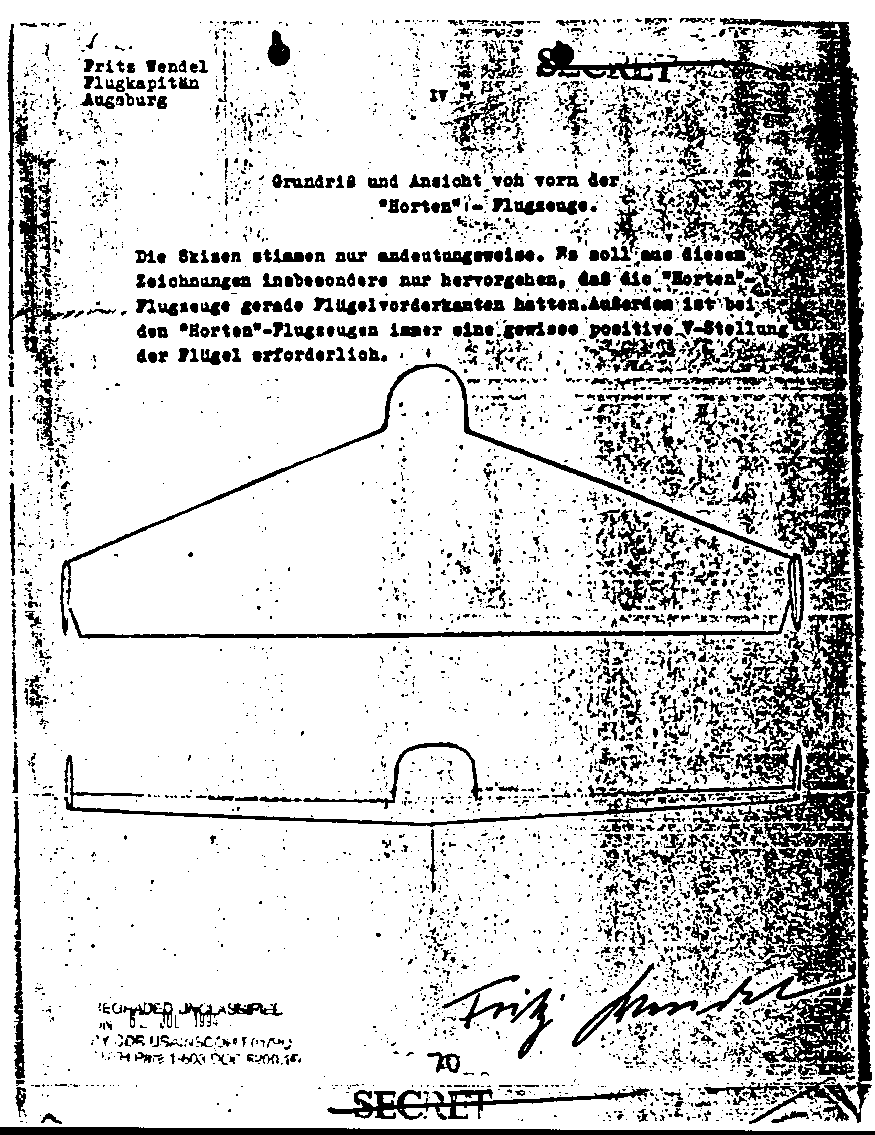 Fritz Wendel
Flugkapitän
Augsburg
SECRET
IV
Grundriß und Ansicht von vorn der
"Horten"- Flugzeuge.
Die Skizen stimmen nur andeutungsweise. Es soll aus diesen
Zeichnungen insbesondere nur hervorgehen, daß die "Horten"-
Flugzeuge gerade Flügelvorderkanten hatten.Außerdem ist bei
den "Horten"-Flugzeugen immer eine gewisse positive V-Stellung
der Flügel erforderlich.
Fritz Wendel
REGRADED UNCLASSIFIED
ON JUL 1994
BY CDR USAINSCOM FOI/PO
AUTH Para 1-603 DOD 5200.1R
70
SECRET